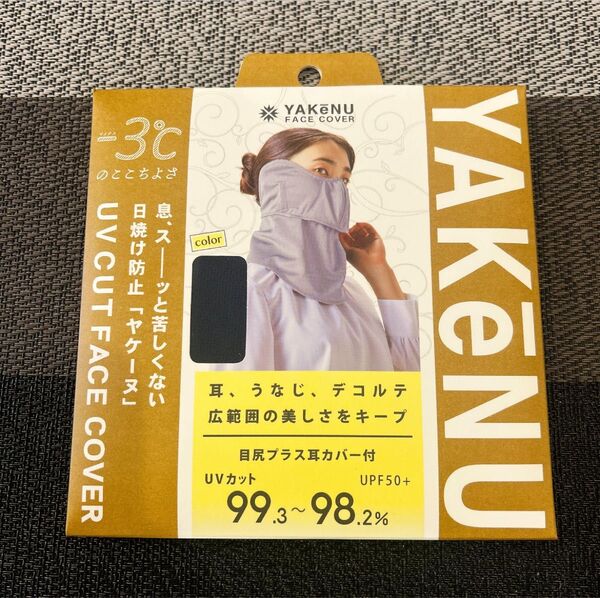 YAKēNU
FACE COVER
マイナス
-3℃
のここちよさ
息、ス――ッと苦しくない
日焼け防止「ヤケーヌ」
UV CUT FACE COVER
color
耳、うなじ、デコルテ
広範囲の美しさをキープ
目尻プラス耳カバー付
UVカット UPF50+
99.3～98.2%
YAKēNU